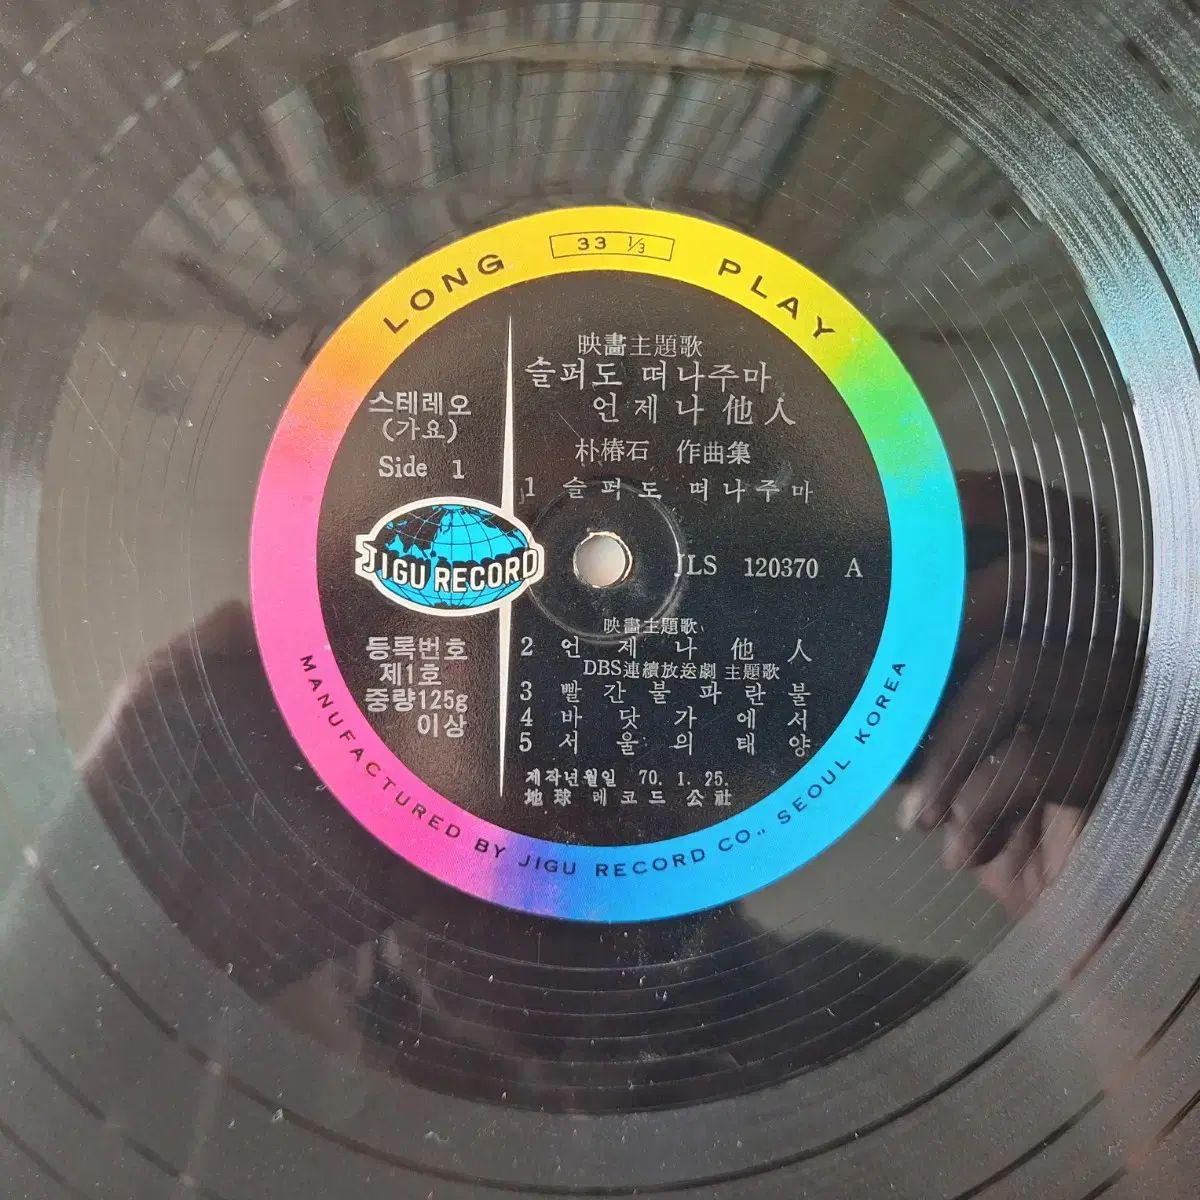 LONG 33 1/3 PLAY
映畵主題歌
슬퍼도 떠나주마
언제나 他人
스테레오
(가요)
朴椿石 作曲集
Side 1
1 슬퍼도 떠나주마
JIGU RECORD
JLS 120370 A
映畵主題歌
2 언제나 他人
DBS連續放送劇 主題歌
3 빨간불 파란불
4 바닷가에서
5 서울의 태양
등록번호
제1호
중량125g
이상
제작년월일 70. 1. 25.
地球 레코드 公社
MANUFACTURED BY JIGU RECORD CO., SEOUL KOREA